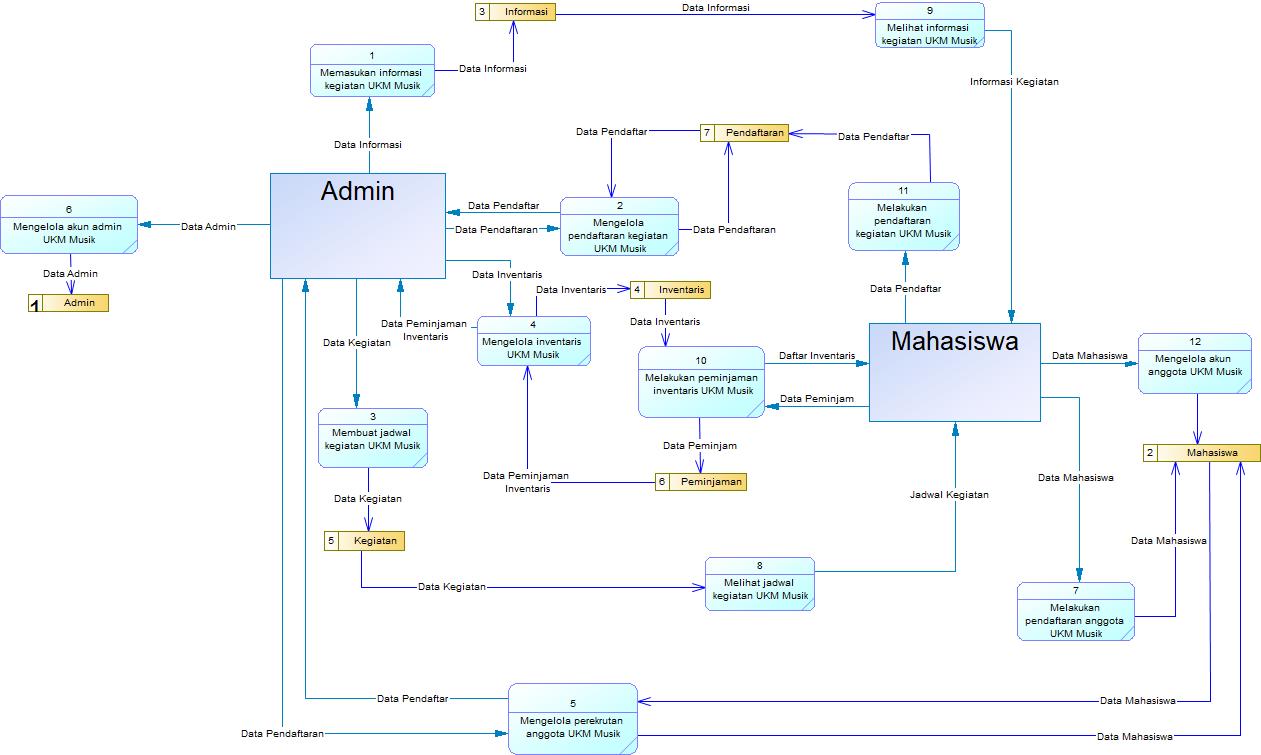 3 Informasi
Data Informasi
9
Melihat informasi
kegiatan UKM Musik
1
Memasukan informasi
kegiatan UKM Musik
Data Informasi
Informasi Kegiatan
Data Informasi
Data Pendaftar
7 Pendaftaran
Data Pendaftar
Admin
6
Mengelola akun admin
UKM Musik
Data Admin
Data Admin
1 Admin
Data Pendaftar
Data Pendaftaran
2
Mengelola
pendaftaran kegiatan
UKM Musik
Data Pendaftaran
11
Melakukan
pendaftaran
kegiatan UKM Musik
Data Pendaftar
Data Inventaris
Data Inventaris
4 Inventaris
Data Inventaris
Data Kegiatan
Data Peminjaman
Inventaris
4
Mengelola inventaris
UKM Musik
10
Melakukan peminjaman
inventaris UKM Musik
Daftar Inventaris
Data Peminjam
Mahasiswa
Data Mahasiswa
12
Mengelola akun
anggota UKM Musik
3
Membuat jadwal
kegiatan UKM Musik
Data Peminjam
Data Peminjaman
Inventaris
6 Peminjaman
2 Mahasiswa
Data Mahasiswa
Jadwal Kegiatan
Data Kegiatan
5 Kegiatan
Data Mahasiswa
Data Kegiatan
8
Melihat jadwal
kegiatan UKM Musik
7
Melakukan
pendaftaran anggota
UKM Musik
Data Pendaftar
5
Mengelola perekrutan
anggota UKM Musik
Data Mahasiswa
Data Pendaftaran
Data Mahasiswa